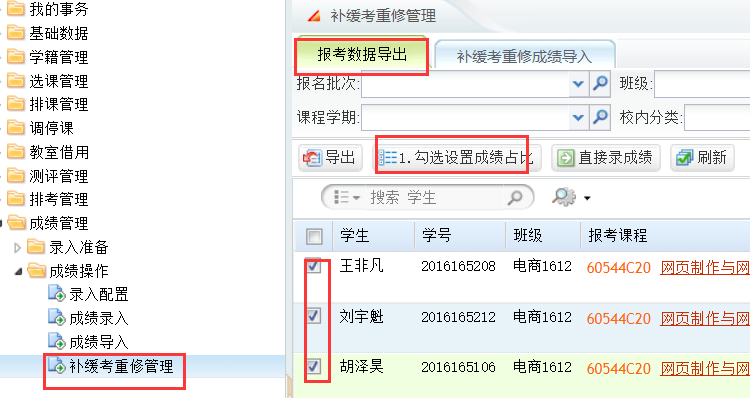 我的事务
基础数据
学籍管理
选课管理
排课管理
调停课
教室借用
测评管理
排考管理
成绩管理
录入准备
成绩操作
录入配置
成绩录入
成绩导入
补缓考重修管理
补缓考重修管理
报考数据导出 补缓考重修成绩导入
报名批次: 班级:
课程学期: 校内分类:
导出 1.勾选设置成绩占比 直接录成绩 刷新
搜索 学生
学生 学号 班级 报考课程
王非凡 2016165208 电商1612 60544C20 网页制作与网
刘宇魁 2016165212 电商1612 60544C20 网页制作与网
胡泽昊 2016165106 电商1612 60544C20 网页制作与网